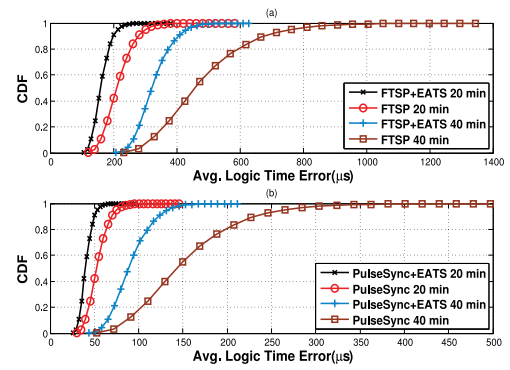 (a)
1
0.8
0.6
0.4
0.2
0
CDF
FTSP+EATS 20 min
FTSP 20 min
FTSP+EATS 40 min
FTSP 40 min
0 200 400 600 800 1000 1200 1400
Avg. Logic Time Error(μs)
(b)
1
0.8
0.6
0.4
0.2
0
CDF
PulseSync+EATS 20 min
PulseSync 20 min
PulseSync+EATS 40 min
PulseSync 40 min
0 50 100 150 200 250 300 350 400 450 500
Avg. Logic Time Error(μs)